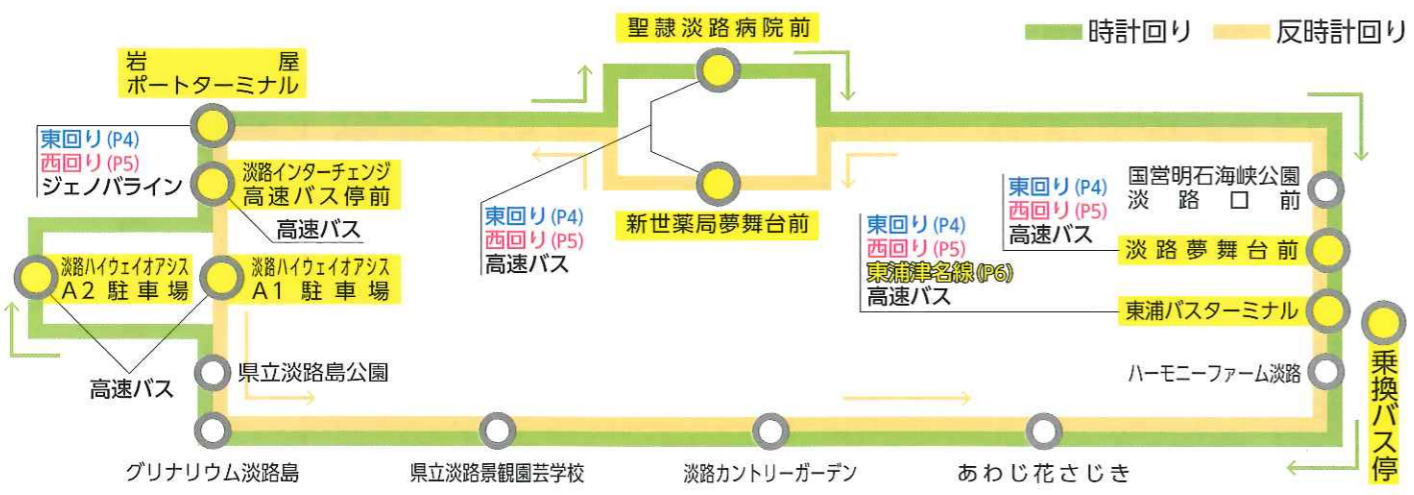 聖隷淡路病院前
時計回り
反時計回り
岩屋
ポートターミナル
東回り(P4)
西回り(P5)
ジェノバライン
淡路インターチェンジ
高速バス停前
高速バス
淡路ハイウェイオアシス
A2駐車場
淡路ハイウェイオアシス
A1駐車場
高速バス
県立淡路島公園
グリナリウム淡路島
県立淡路景観園芸学校
淡路カントリーガーデン
あわじ花さじき
東回り(P4)
西回り(P5)
高速バス
新世薬局夢舞台前
東回り(P4)
西回り(P5)
東浦津名線(P6)
高速バス
東回り(P4)
西回り(P5)
高速バス
国営明石海峡公園
淡路口前
淡路夢舞台前
東浦バスターミナル
ハーモニーファーム淡路
乗換バス停